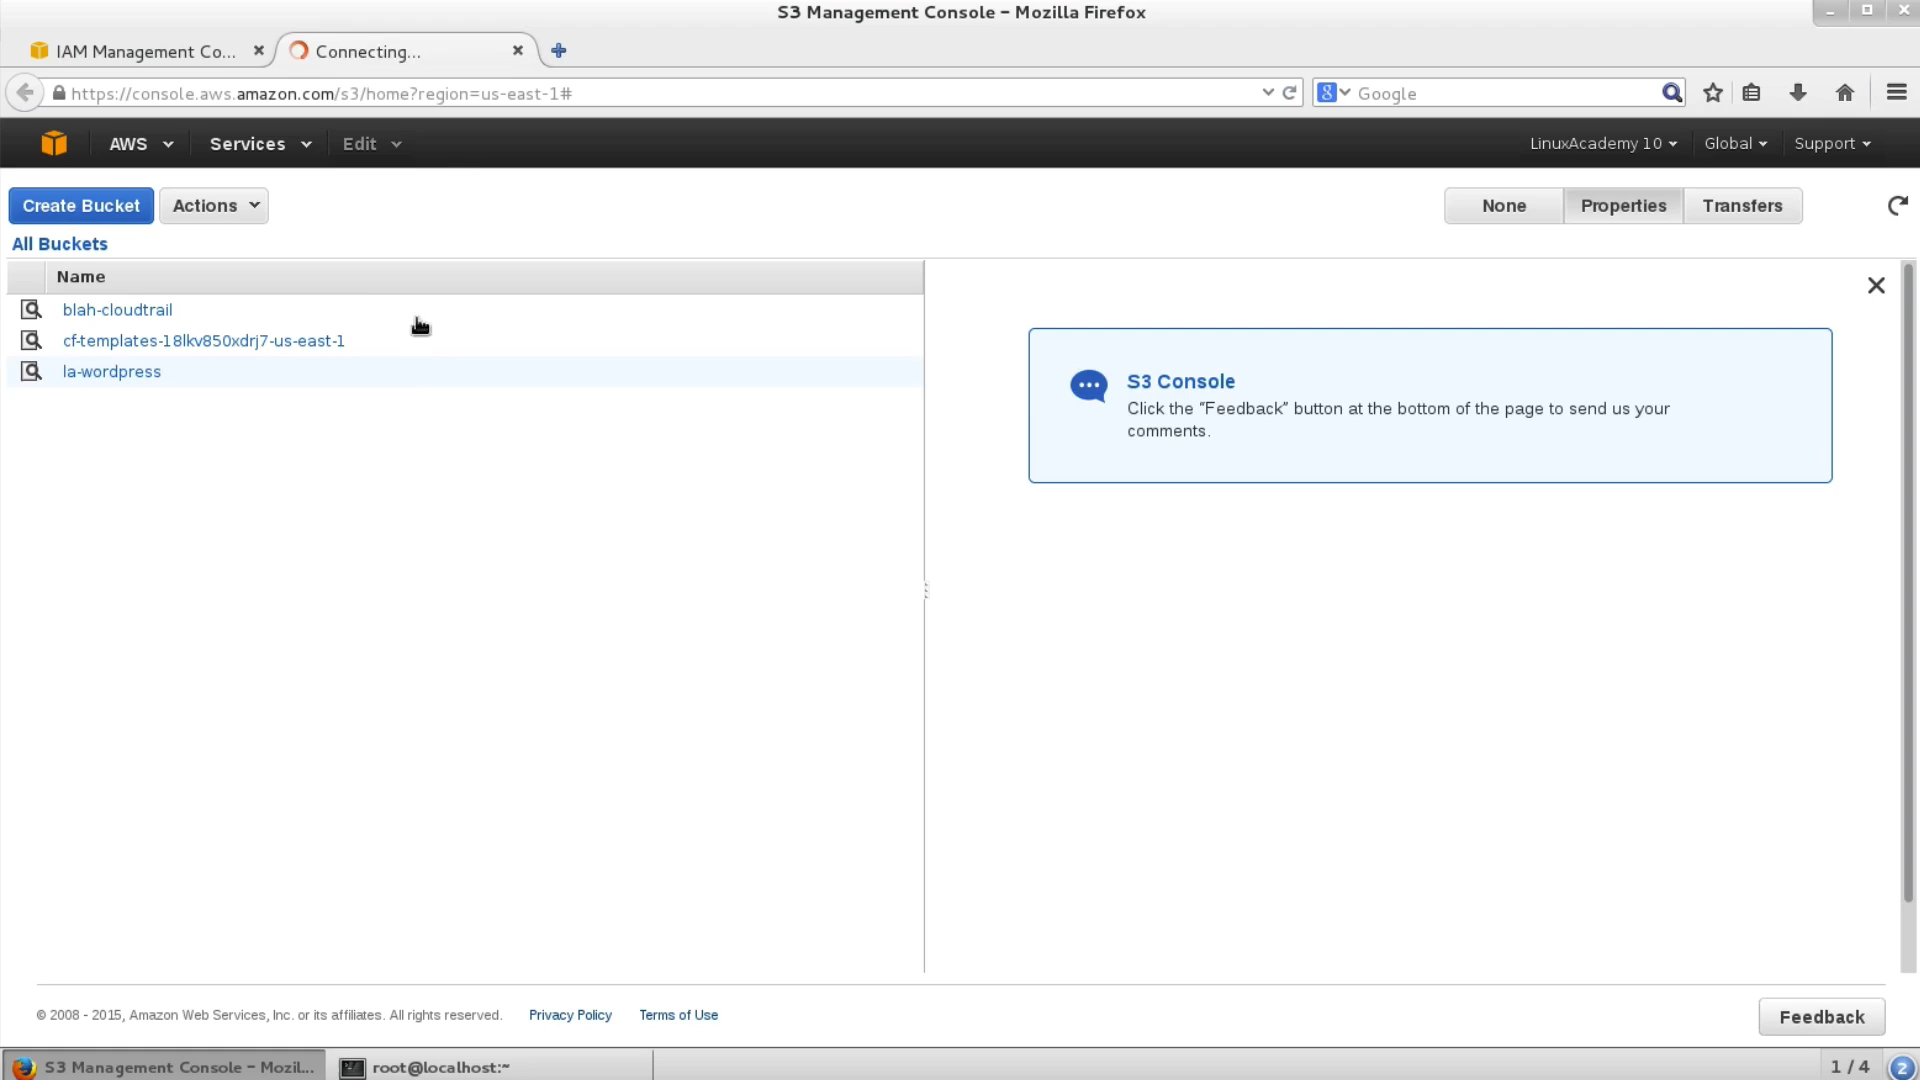 S3 Management Console - Mozilla Firefox
IAM Management Co...
Connecting...
https://console.aws.amazon.com/s3/home?region=us-east-1#
8
Google
AWS
Services
Edit
LinuxAcademy 10
Global
Support
Create Bucket
Actions
None
Properties
Transfers
All Buckets
Name
blah-cloudtrail
cf-templates-18lkv850xdrj7-us-east-1
la-wordpress
S3 Console
Click the “Feedback” button at the bottom of the page to send us your
comments.
© 2008 - 2015, Amazon Web Services, Inc. or its affiliates. All rights reserved.
Privacy Policy
Terms of Use
Feedback
S3 Management Console - Mozil...
root@localhost:~
1 / 4
2